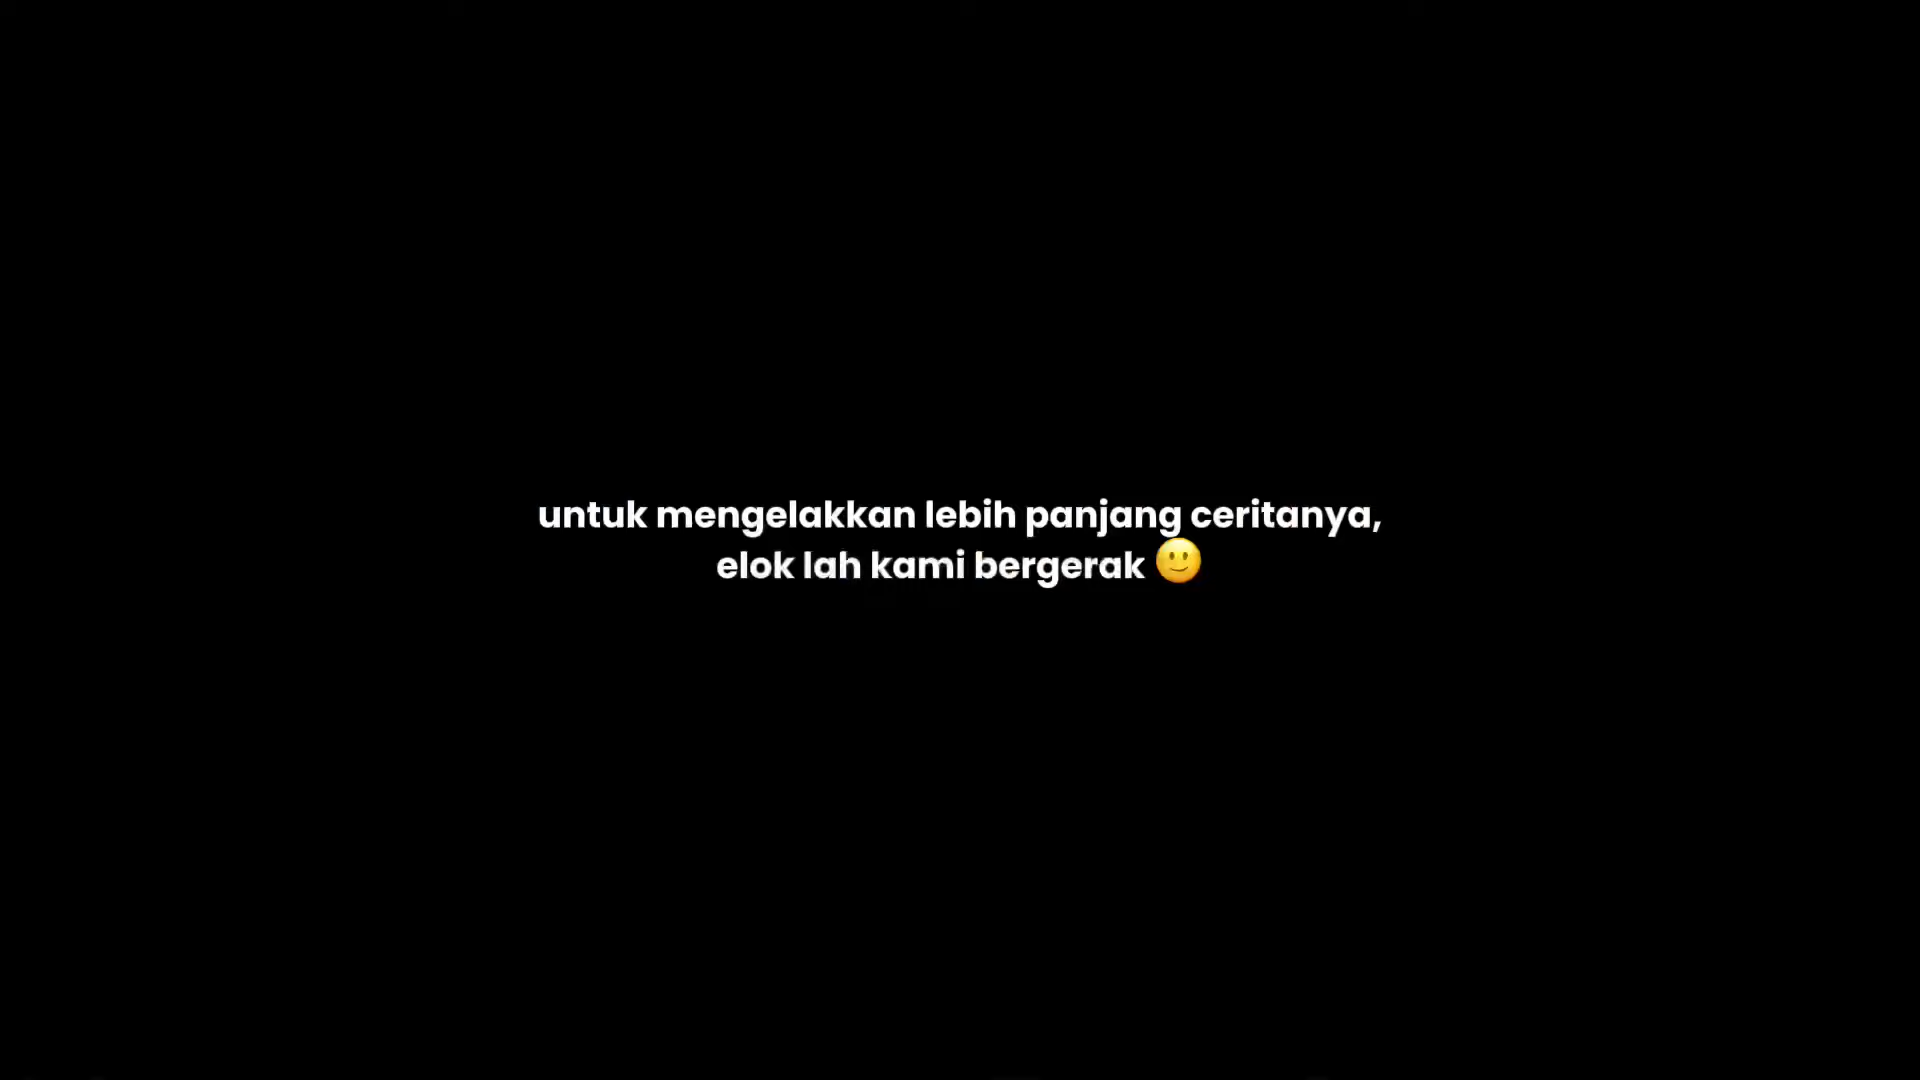 untuk mengelakkan lebih panjang ceritanya,
elok lah kami bergerak 🙂